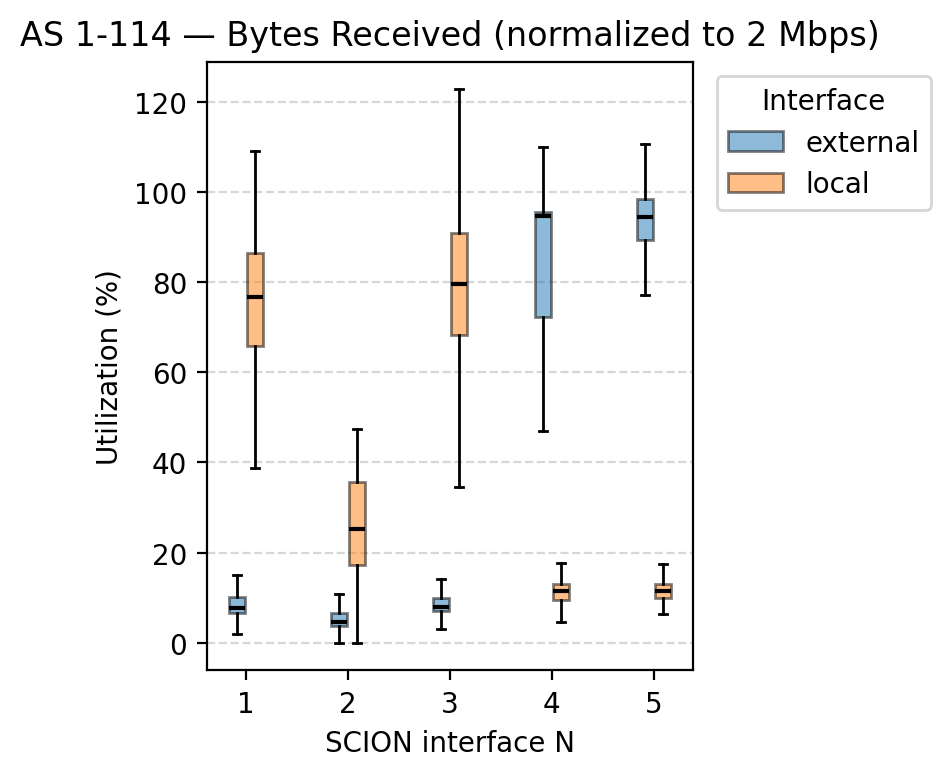 AS 1-114 — Bytes Received (normalized to 2 Mbps)
Interface
external
local
Utilization (%)
120
100
80
60
40
20
0
1 2 3 4 5
SCION interface N